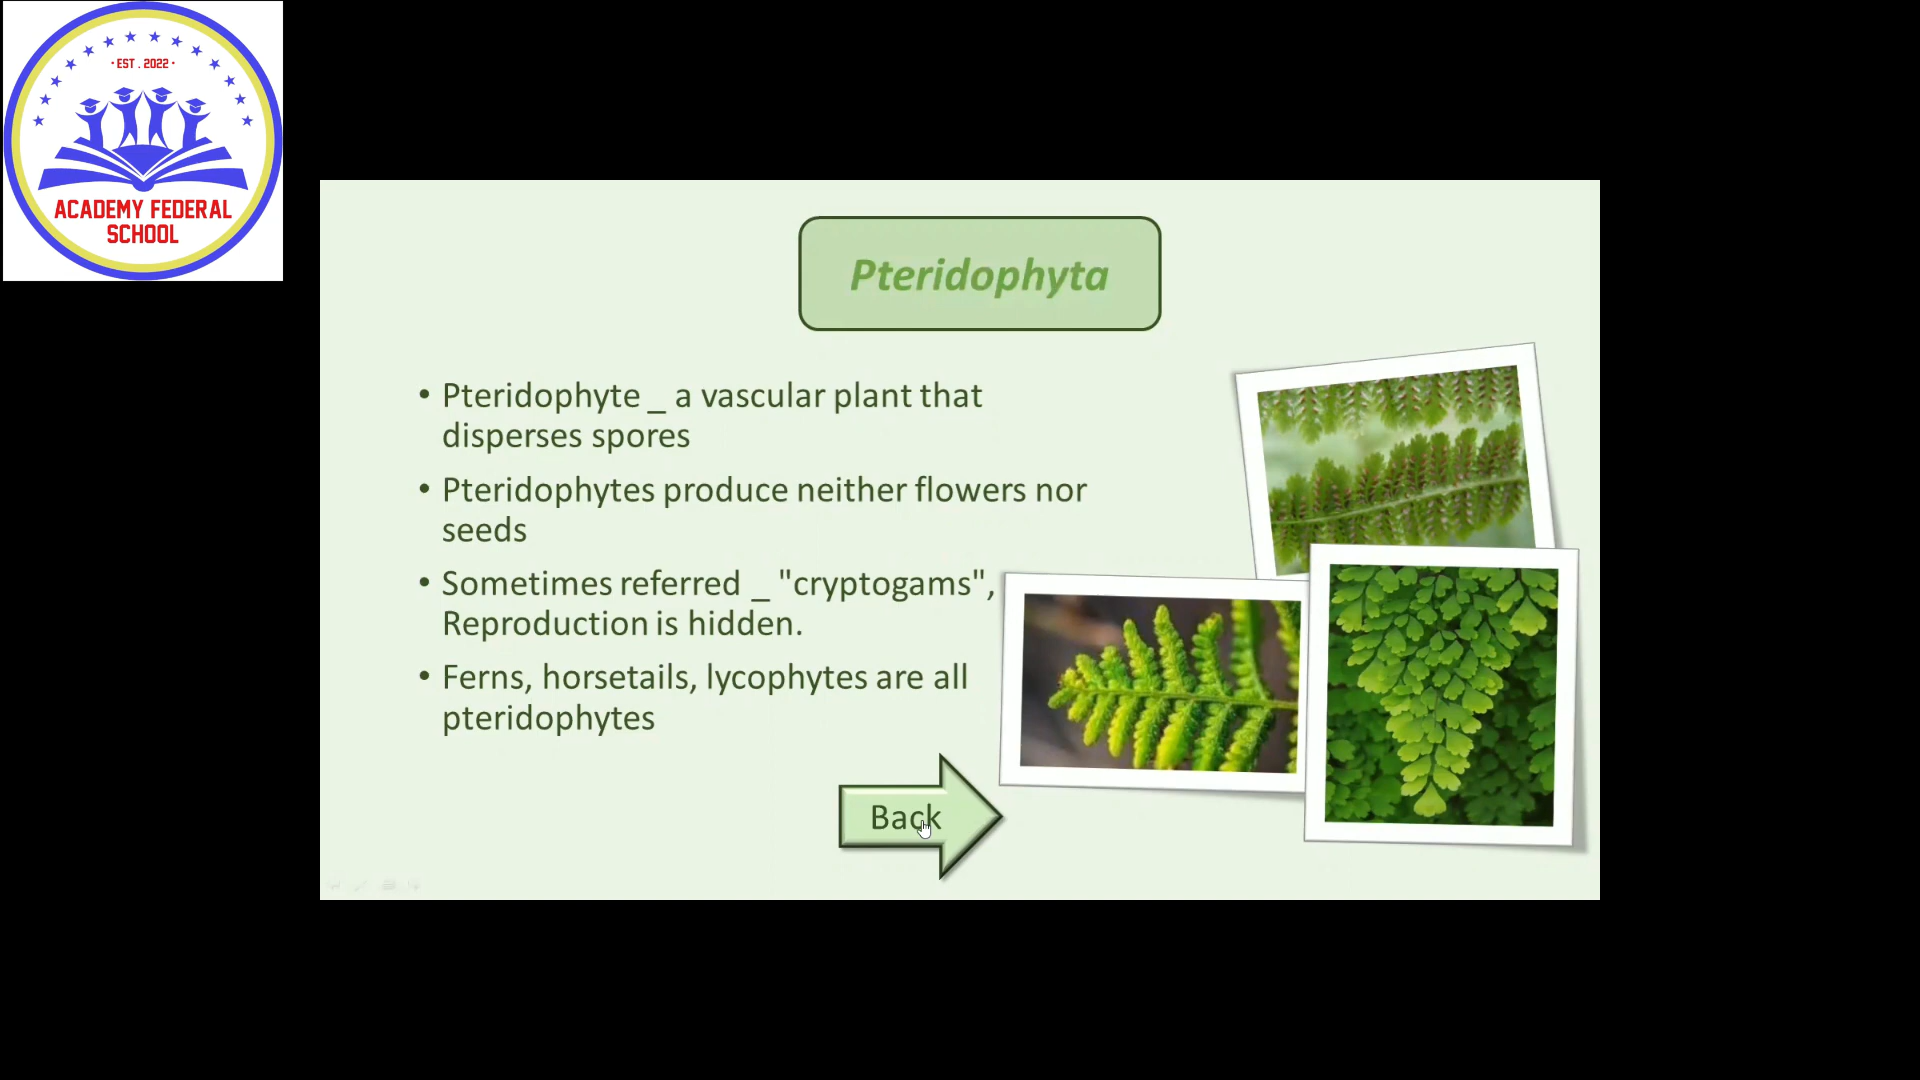 · EST . 2022 ·
ACADEMY FEDERAL
SCHOOL
Pteridophyta
• Pteridophyte _ a vascular plant that
disperses spores
• Pteridophytes produce neither flowers nor
seeds
• Sometimes referred _ "cryptogams",
Reproduction is hidden.
• Ferns, horsetails, lycophytes are all
pteridophytes
Back